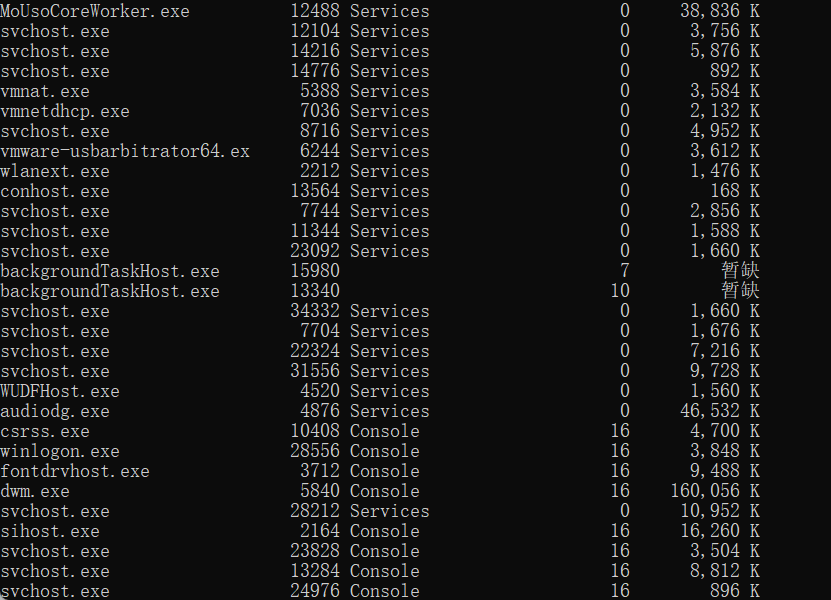 MoUsoCoreWorker.exe 12488 Services 0 38,836 K
svchost.exe 12104 Services 0 3,756 K
svchost.exe 14216 Services 0 5,876 K
svchost.exe 14776 Services 0 892 K
vmnat.exe 5388 Services 0 3,584 K
vmnetdhcp.exe 7036 Services 0 2,132 K
svchost.exe 8716 Services 0 4,952 K
vmware-usbarbitrator64.ex 6244 Services 0 3,612 K
wlanext.exe 2212 Services 0 1,476 K
conhost.exe 13564 Services 0 168 K
svchost.exe 7744 Services 0 2,856 K
svchost.exe 11344 Services 0 1,588 K
svchost.exe 23092 Services 0 1,660 K
backgroundTaskHost.exe 15980 7 暂缺
backgroundTaskHost.exe 13340 10 暂缺
svchost.exe 34332 Services 0 1,660 K
svchost.exe 7704 Services 0 1,676 K
svchost.exe 22324 Services 0 7,216 K
svchost.exe 31556 Services 0 9,728 K
WUDFHost.exe 4520 Services 0 1,560 K
audiodg.exe 4876 Services 0 46,532 K
csrss.exe 10408 Console 16 4,700 K
winlogon.exe 28556 Console 16 3,848 K
fontdrvhost.exe 3712 Console 16 9,488 K
dwm.exe 5840 Console 16 160,056 K
svchost.exe 28212 Services 0 10,952 K
sihost.exe 2164 Console 16 16,260 K
svchost.exe 23828 Console 16 3,504 K
svchost.exe 13284 Console 16 8,812 K
svchost.exe 24976 Console 16 896 K